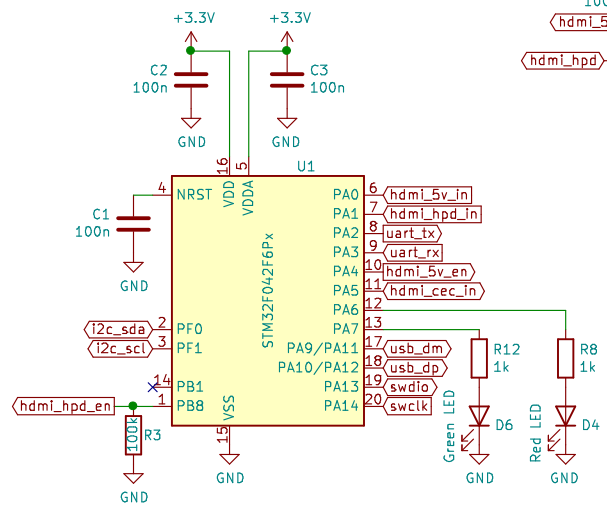 100
hdmi_5
hdmi_hpd
+3.3V
+3.3V
C2
100n
C3
100n
GND
GND
U1
16
5
VDD
VDDA
4
NRST
C1
100n
GND
STM32F042F6Px
i2c_sda
2
PF0
i2c_scl
3
PF1
14
PB1
hdmi_hpd_en
1
PB8
100k
R3
GND
VSS
15
GND
PA0
6
hdmi_5v_in
PA1
7
hdmi_hpd_in
PA2
8
uart_tx
PA3
9
uart_rx
PA4
10
hdmi_5v_en
PA5
11
hdmi_cec_in
PA6
12
PA7
13
PA9/PA11
17
usb_dm
PA10/PA12
18
usb_dp
PA13
19
swdio
PA14
20
swclk
R12
1k
Green LED
D6
GND
R8
1k
Red LED
D4
GND